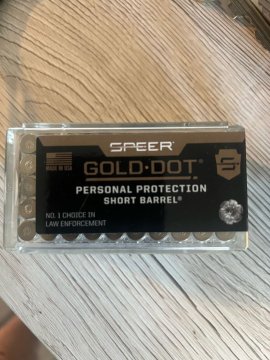 SPEER
MADE IN USA
GOLD DOT®
PERSONAL PROTECTION
SHORT BARREL®
NO. 1 CHOICE IN
LAW ENFORCEMENT